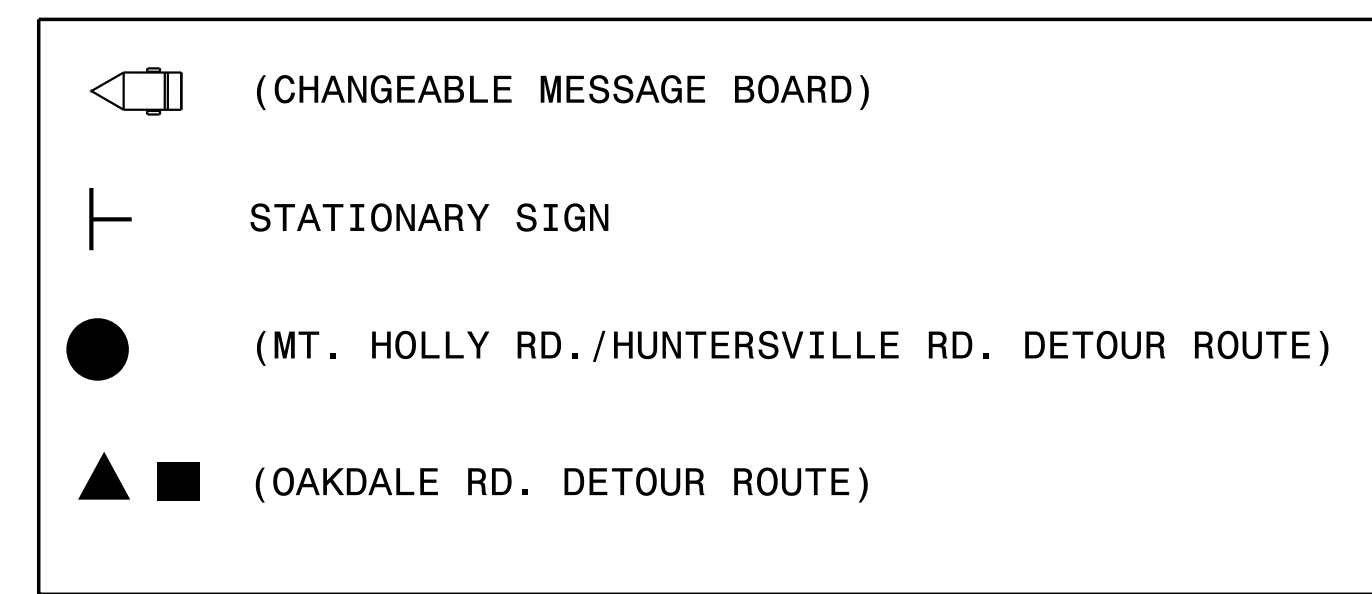 (CHANGEABLE MESSAGE BOARD)
STATIONARY SIGN
(MT. HOLLY RD./HUNTERSVILLE RD. DETOUR ROUTE)
(OAKDALE RD. DETOUR ROUTE)